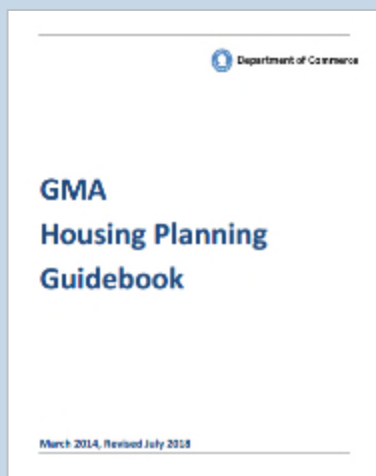 Department of Commerce
GMA
Housing Planning
Guidebook
March 2014, Revised July 2018